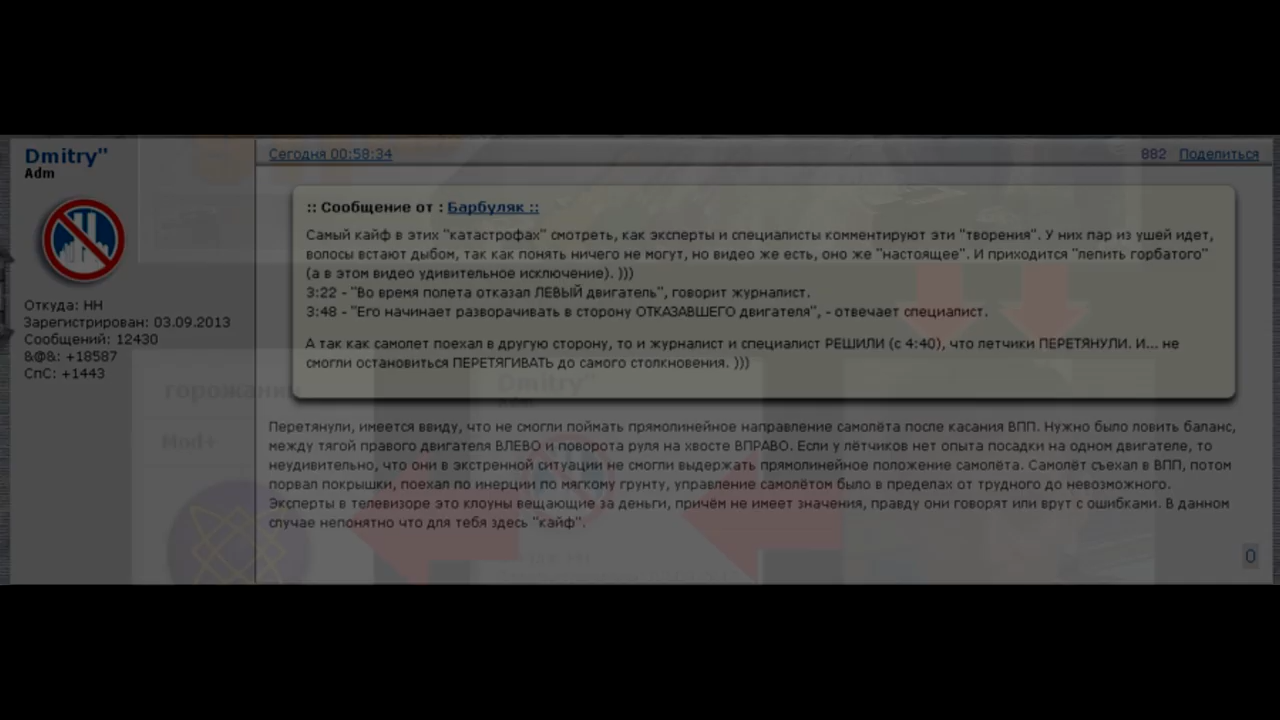 Dmitry"
Adm
Откуда: НН
Зарегистрирован: 03.09.2013
Сообщений: 12430
&@&: +18587
СпС: +1443
Сегодня 00:58:34
882 Поделиться
:: Сообщение от : Барбуляк ::
Самый кайф в этих "катастрофах" смотреть, как эксперты и специалисты комментируют эти "творения". У них пар из ушей идет,
волосы встают дыбом, так как понять ничего не могут, но видео же есть, оно же "настоящее". И приходится "лепить горбатого"
(а в этом видео удивительное исключение). )))
3:22 - "Во время полета отказал ЛЕВЫЙ двигатель", говорит журналист.
3:48 - "Его начинает разворачивать в сторону ОТКАЗАВШЕГО двигателя", - отвечает специалист.
А так как самолет поехал в другую сторону, то и журналист и специалист РЕШИЛИ (с 4:40), что летчики ПЕРЕТЯНУЛИ. И... не
смогли остановиться ПЕРЕТЯГИВАТЬ до самого столкновения. )))
Перетянули, имеется ввиду, что не смогли поймать прямолинейное направление самолёта после касания ВПП. Нужно было ловить баланс,
между тягой правого двигателя ВЛЕВО и поворота руля на хвосте ВПРАВО. Если у лётчиков нет опыта посадки на одном двигателе, то
неудивительно, что они в экстренной ситуации не смогли выдержать прямолинейное положение самолёта. Самолёт съехал в ВПП, потом
порвал покрышки, поехал по инерции по мягкому грунту, управление самолётом было в пределах от трудного до невозможного.
Эксперты в телевизоре это клоуны вещающие за деньги, причём не имеет значения, правду они говорят или врут с ошибками. В данном
случае непонятно что для тебя здесь "кайф".
0
Dmitry"
Mod+